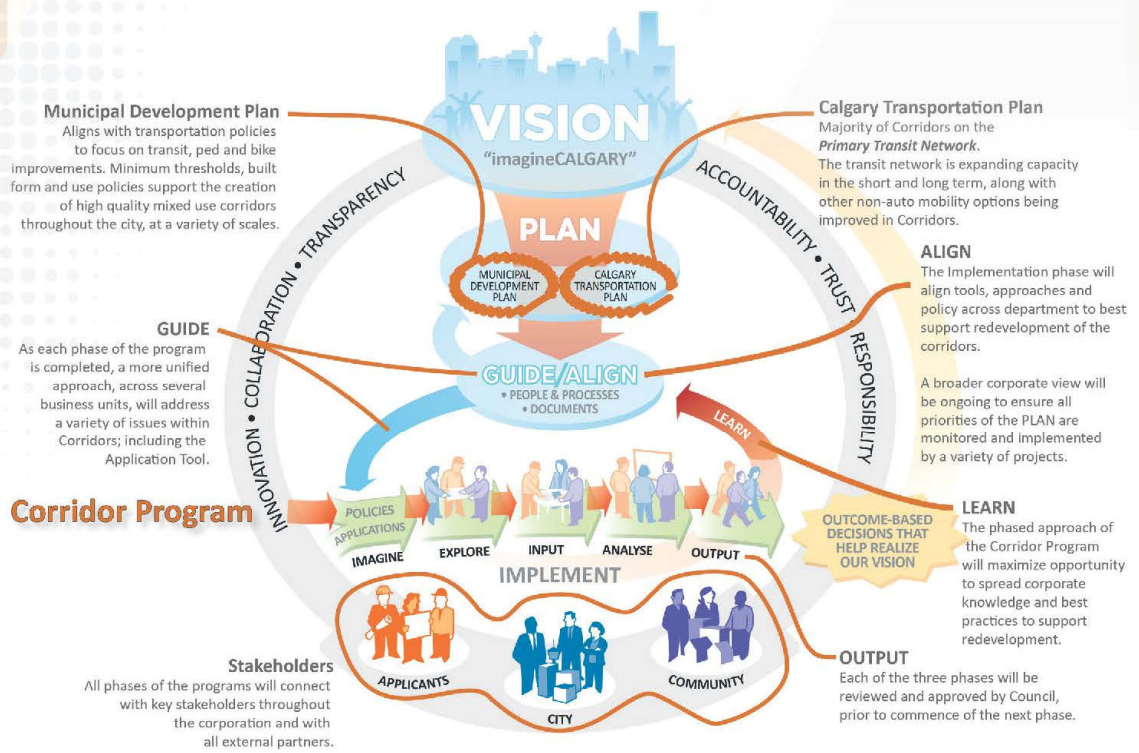 VISION
"imagineCALGARY"
Municipal Development Plan
Aligns with transportation policies
to focus on transit, ped and bike
improvements. Minimum thresholds, built
form and use policies support the creation
of high quality mixed use corridors
throughout the city, at a variety of scales.
Calgary Transportation Plan
Majority of Corridors on the
Primary Transit Network.
The transit network is expanding capacity
in the short and long term, along with
other non-auto mobility options being
improved in Corridors.
INNOVATION • COLLABORATION • TRANSPARENCY
ACCOUNTABILITY • TRUST • RESPONSIBILITY
PLAN
MUNICIPAL
DEVELOPMENT
PLAN
CALGARY
TRANSPORTATION
PLAN
ALIGN
The Implementation phase will
align tools, approaches and
policy across department to best
support redevelopment of the
corridors.
A broader corporate view will
be ongoing to ensure all
priorities of the PLAN are
monitored and implemented
by a variety of projects.
GUIDE
As each phase of the program
is completed, a more unified
approach, across several
business units, will address
a variety of issues within
Corridors; including the
Application Tool.
GUIDE/ALIGN
• PEOPLE & PROCESSES
• DOCUMENTS
LEARN
Corridor Program
POLICIES
APPLICATIONS
IMAGINE
EXPLORE
INPUT
ANALYSE
OUTPUT
IMPLEMENT
OUTCOME-BASED
DECISIONS THAT
HELP REALIZE
OUR VISION
LEARN
The phased approach of
the Corridor Program
will maximize opportunity
to spread corporate
knowledge and best
practices to support
redevelopment.
APPLICANTS
CITY
COMMUNITY
Stakeholders
All phases of the programs will connect
with key stakeholders throughout
the corporation and with
all external partners.
OUTPUT
Each of the three phases will be
reviewed and approved by Council,
prior to commence of the next phase.